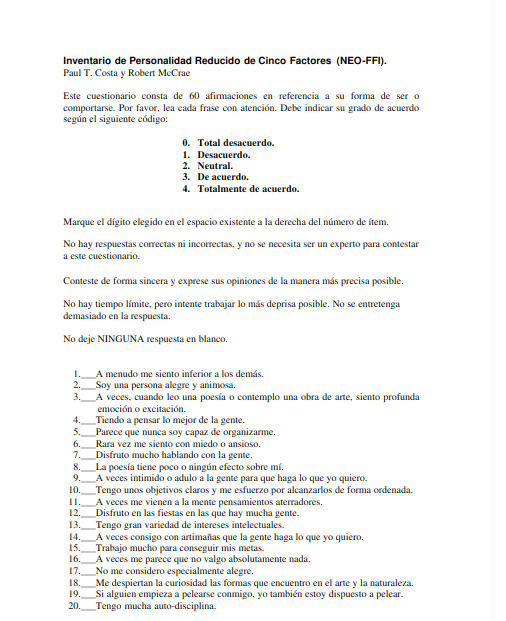 Inventario de Personalidad Reducido de Cinco Factores (NEO-FFI).
Paul T. Costa y Robert McCrae
Este cuestionario consta de 60 afirmaciones en referencia a su forma de ser o
comportarse. Por favor, lea cada frase con atención. Debe indicar su grado de acuerdo
según el siguiente código:
0. Total desacuerdo.
1. Desacuerdo.
2. Neutral.
3. De acuerdo.
4. Totalmente de acuerdo.
Marque el dígito elegido en el espacio existente a la derecha del número de ítem.
No hay respuestas correctas ni incorrectas, y no se necesita ser un experto para contestar
a este cuestionario.
Conteste de forma sincera y exprese sus opiniones de la manera más precisa posible.
No hay tiempo límite, pero intente trabajar lo más deprisa posible. No se entretenga
demasiado en la respuesta.
No deje NINGUNA respuesta en blanco.
1.___A menudo me siento inferior a los demás.
2.___Soy una persona alegre y animosa.
3.___A veces, cuando leo una poesía o contemplo una obra de arte, siento profunda
emoción o excitación.
4.___Tiendo a pensar lo mejor de la gente.
5.___Parece que nunca soy capaz de organizarme.
6.___Rara vez me siento con miedo o ansioso.
7.___Disfruto mucho hablando con la gente.
8.___La poesía tiene poco o ningún efecto sobre mí.
9.___A veces intimido o adulo a la gente para que haga lo que yo quiero.
10.___Tengo unos objetivos claros y me esfuerzo por alcanzarlos de forma ordenada.
11.___A veces me vienen a la mente pensamientos aterradores.
12.___Disfruto en las fiestas en las que hay mucha gente.
13.___Tengo gran variedad de intereses intelectuales.
14.___A veces consigo con artimañas que la gente haga lo que yo quiero.
15.___Trabajo mucho para conseguir mis metas.
16.___A veces me parece que no valgo absolutamente nada.
17.___No me considero especialmente alegre.
18.___Me despiertan la curiosidad las formas que encuentro en el arte y la naturaleza.
19.___Si alguien empieza a pelearse conmigo, yo también estoy dispuesto a pelear.
20.___Tengo mucha auto-disciplina.